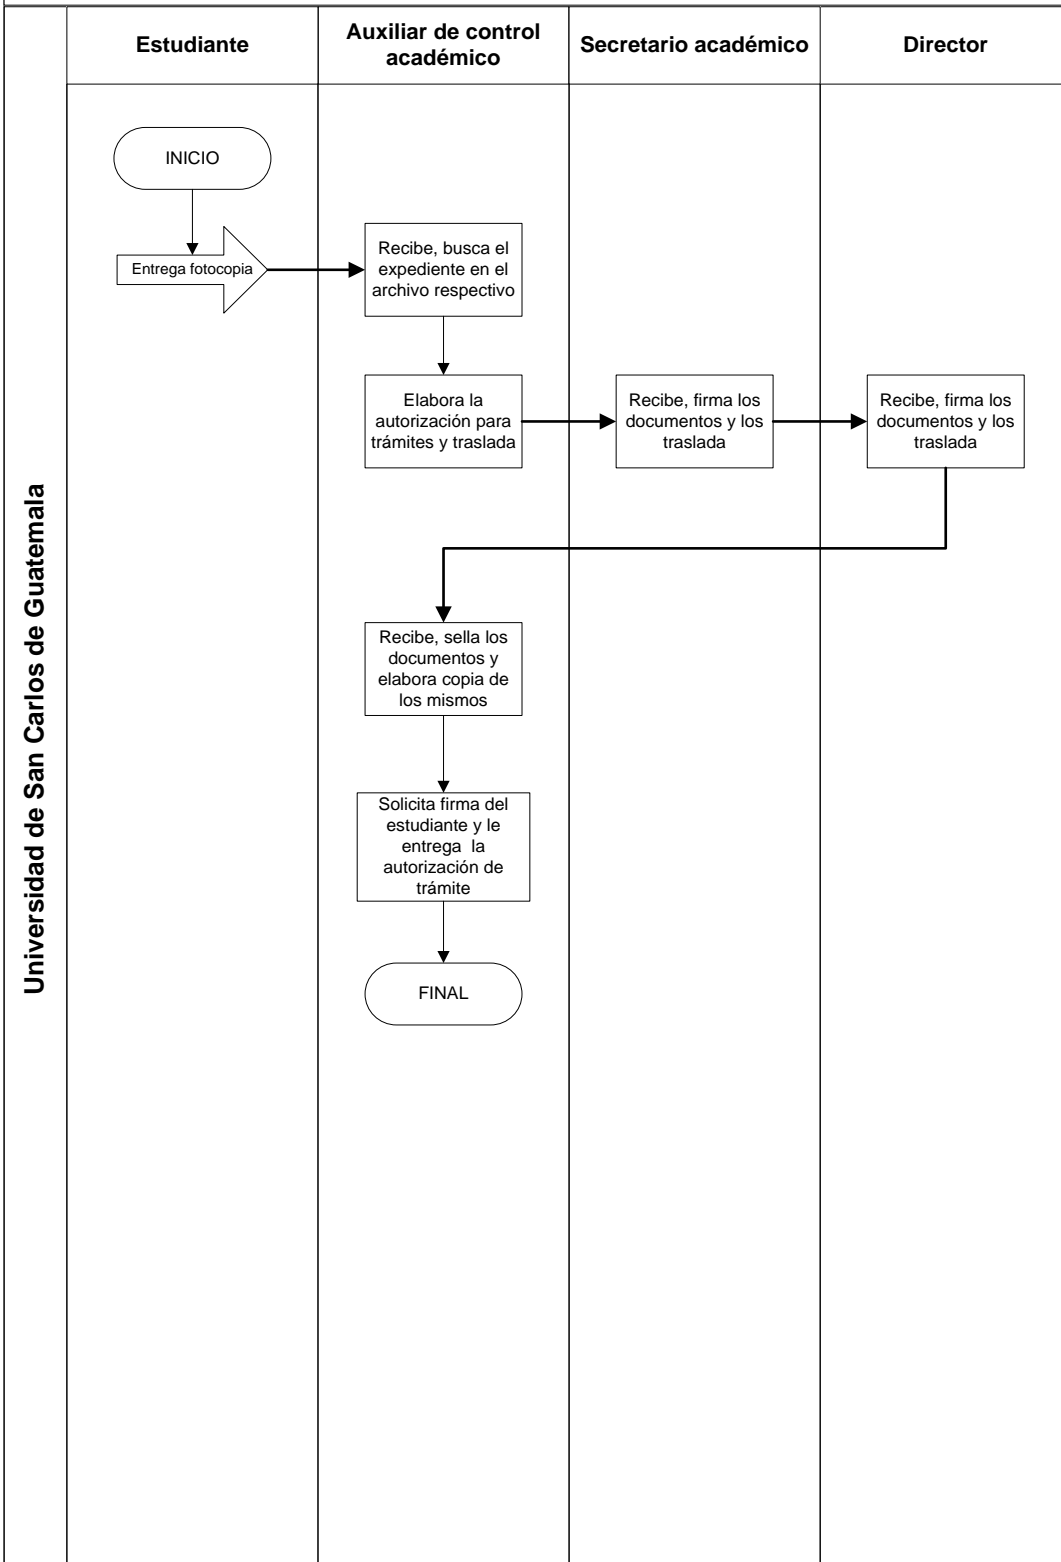 Estudiante
Auxiliar de control
académico
Secretario académico
Director
Universidad de San Carlos de Guatemala
INICIO
Entrega fotocopia
Recibe, busca el
expediente en el
archivo respectivo
Elabora la
autorización para
trámites y traslada
Recibe, firma los
documentos y los
traslada
Recibe, firma los
documentos y los
traslada
Recibe, sella los
documentos y
elabora copia de
los mismos
Solicita firma del
estudiante y le
entrega  la
autorización de
trámite
FINAL